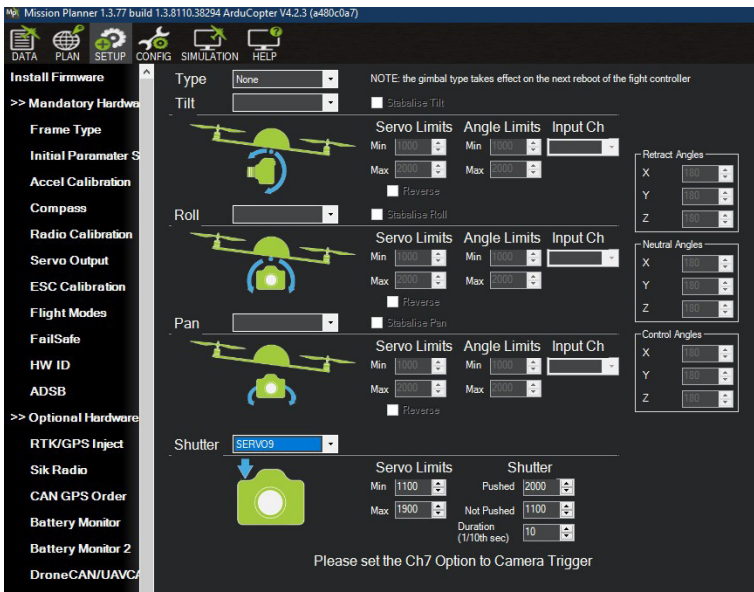 Mission Planner 1.3.77 build 1.3.8110.38294 ArduCopter V4.2.3 (a480c0a7)
DATA PLAN SETUP CONFIG SIMULATION HELP
Install Firmware
>> Mandatory Hardwa
Frame Type
Initial Paramater S
Accel Calibration
Compass
Radio Calibration
Servo Output
ESC Calibration
Flight Modes
FailSafe
HW ID
ADSB
>> Optional Hardware
RTK/GPS Inject
Sik Radio
CAN GPS Order
Battery Monitor
Battery Monitor 2
DroneCAN/UAVCA
Type None NOTE: the gimbal type takes effect on the next reboot of the fight controller
Tilt Stabalise Tilt
Servo Limits Angle Limits Input Ch
Min 1000 Min 1000
Max 2000 Max 2000
Reverse
Roll Stabalise Roll
Servo Limits Angle Limits Input Ch
Min 1000 Min 1000
Max 2000 Max 2000
Reverse
Pan Stabalise Pan
Servo Limits Angle Limits Input Ch
Min 1000 Min 1000
Max 2000 Max 2000
Reverse
Retract Angles
X 180
Y 180
Z 180
Neutral Angles
X 180
Y 180
Z 180
Control Angles
X 180
Y 180
Z 180
Shutter SERVO9
Servo Limits Shutter
Min 1100 Pushed 2000
Max 1900 Not Pushed 1100
Duration
(1/10th sec) 10
Please set the Ch7 Option to Camera Trigger